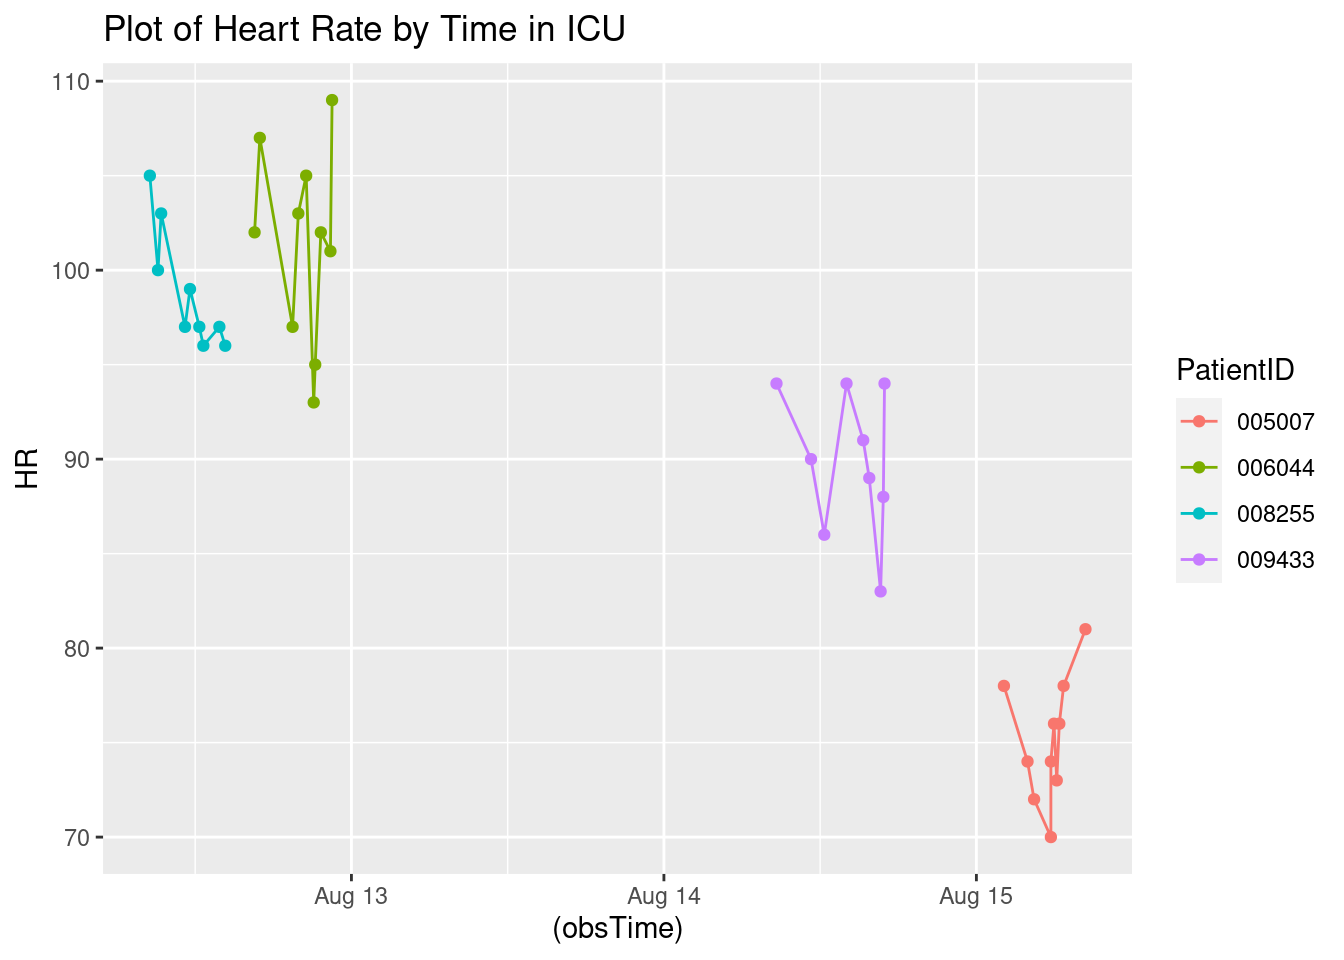 Plot of Heart Rate by Time in ICU
110
100
90
80
70
HR
Aug 13
Aug 14
Aug 15
(obsTime)
PatientID
005007
006044
008255
009433